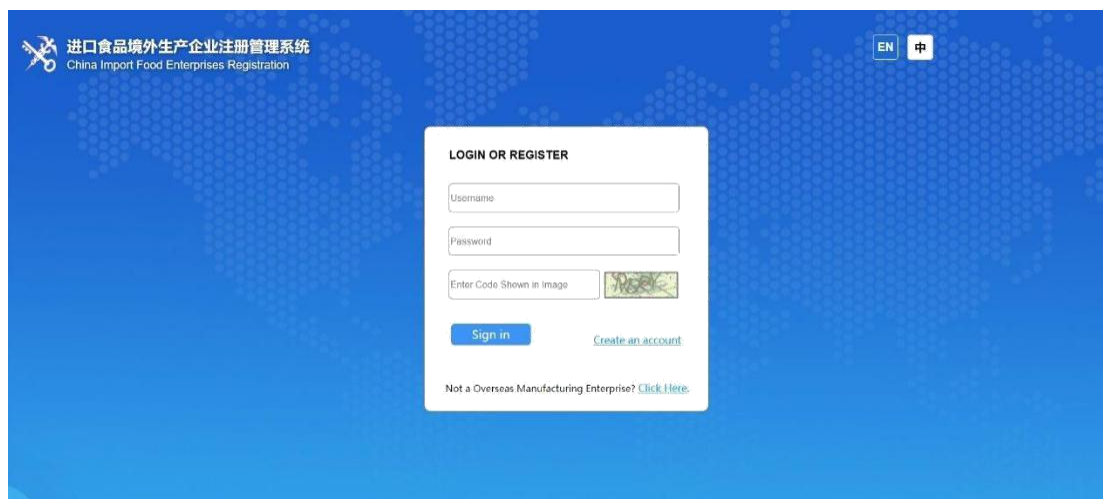 进口食品境外生产企业注册管理系统
China Import Food Enterprises Registration
EN 中
LOGIN OR REGISTER
Username
Password
Enter Code Shown in Image
Sign in
Create an account
Not a Overseas Manufacturing Enterprise? Click Here.